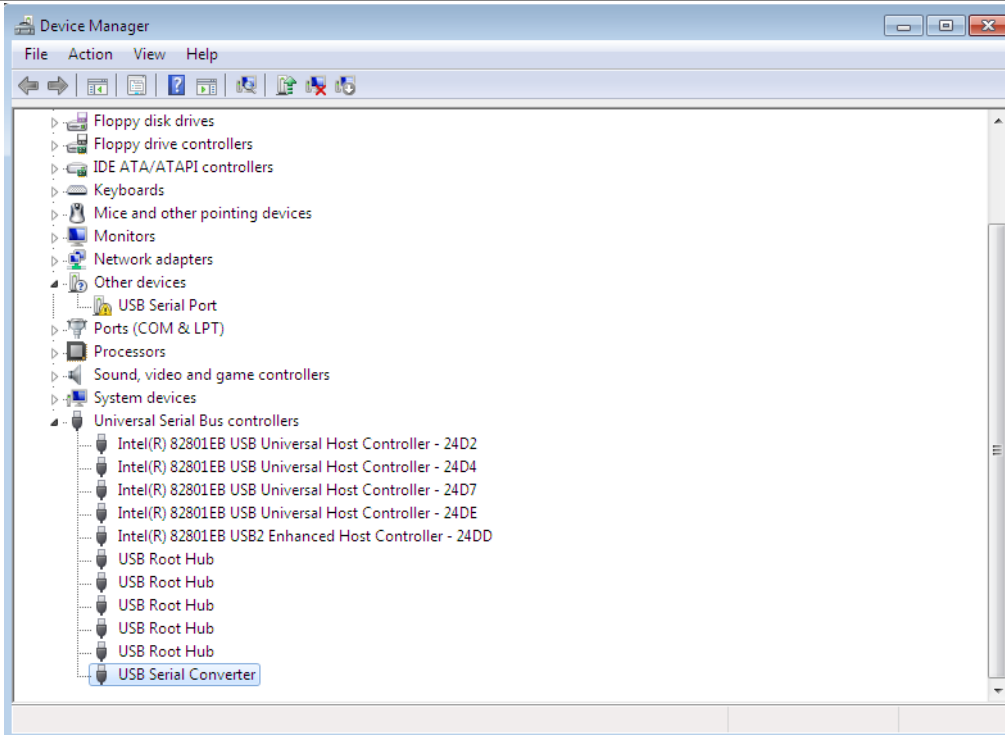 Device Manager
File Action View Help
Floppy disk drives
Floppy drive controllers
IDE ATA/ATAPI controllers
Keyboards
Mice and other pointing devices
Monitors
Network adapters
Other devices
USB Serial Port
Ports (COM & LPT)
Processors
Sound, video and game controllers
System devices
Universal Serial Bus controllers
Intel(R) 82801EB USB Universal Host Controller - 24D2
Intel(R) 82801EB USB Universal Host Controller - 24D4
Intel(R) 82801EB USB Universal Host Controller - 24D7
Intel(R) 82801EB USB Universal Host Controller - 24DE
Intel(R) 82801EB USB2 Enhanced Host Controller - 24DD
USB Root Hub
USB Root Hub
USB Root Hub
USB Root Hub
USB Root Hub
USB Serial Converter